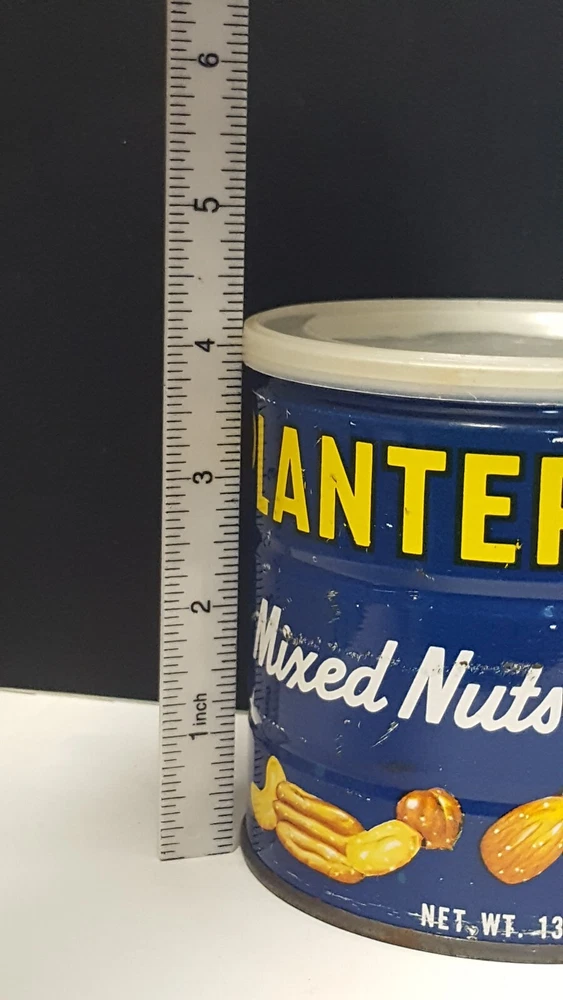 6
5
4
3
2
1 inch
LANTER
Mixed Nuts
NET. WT. 13